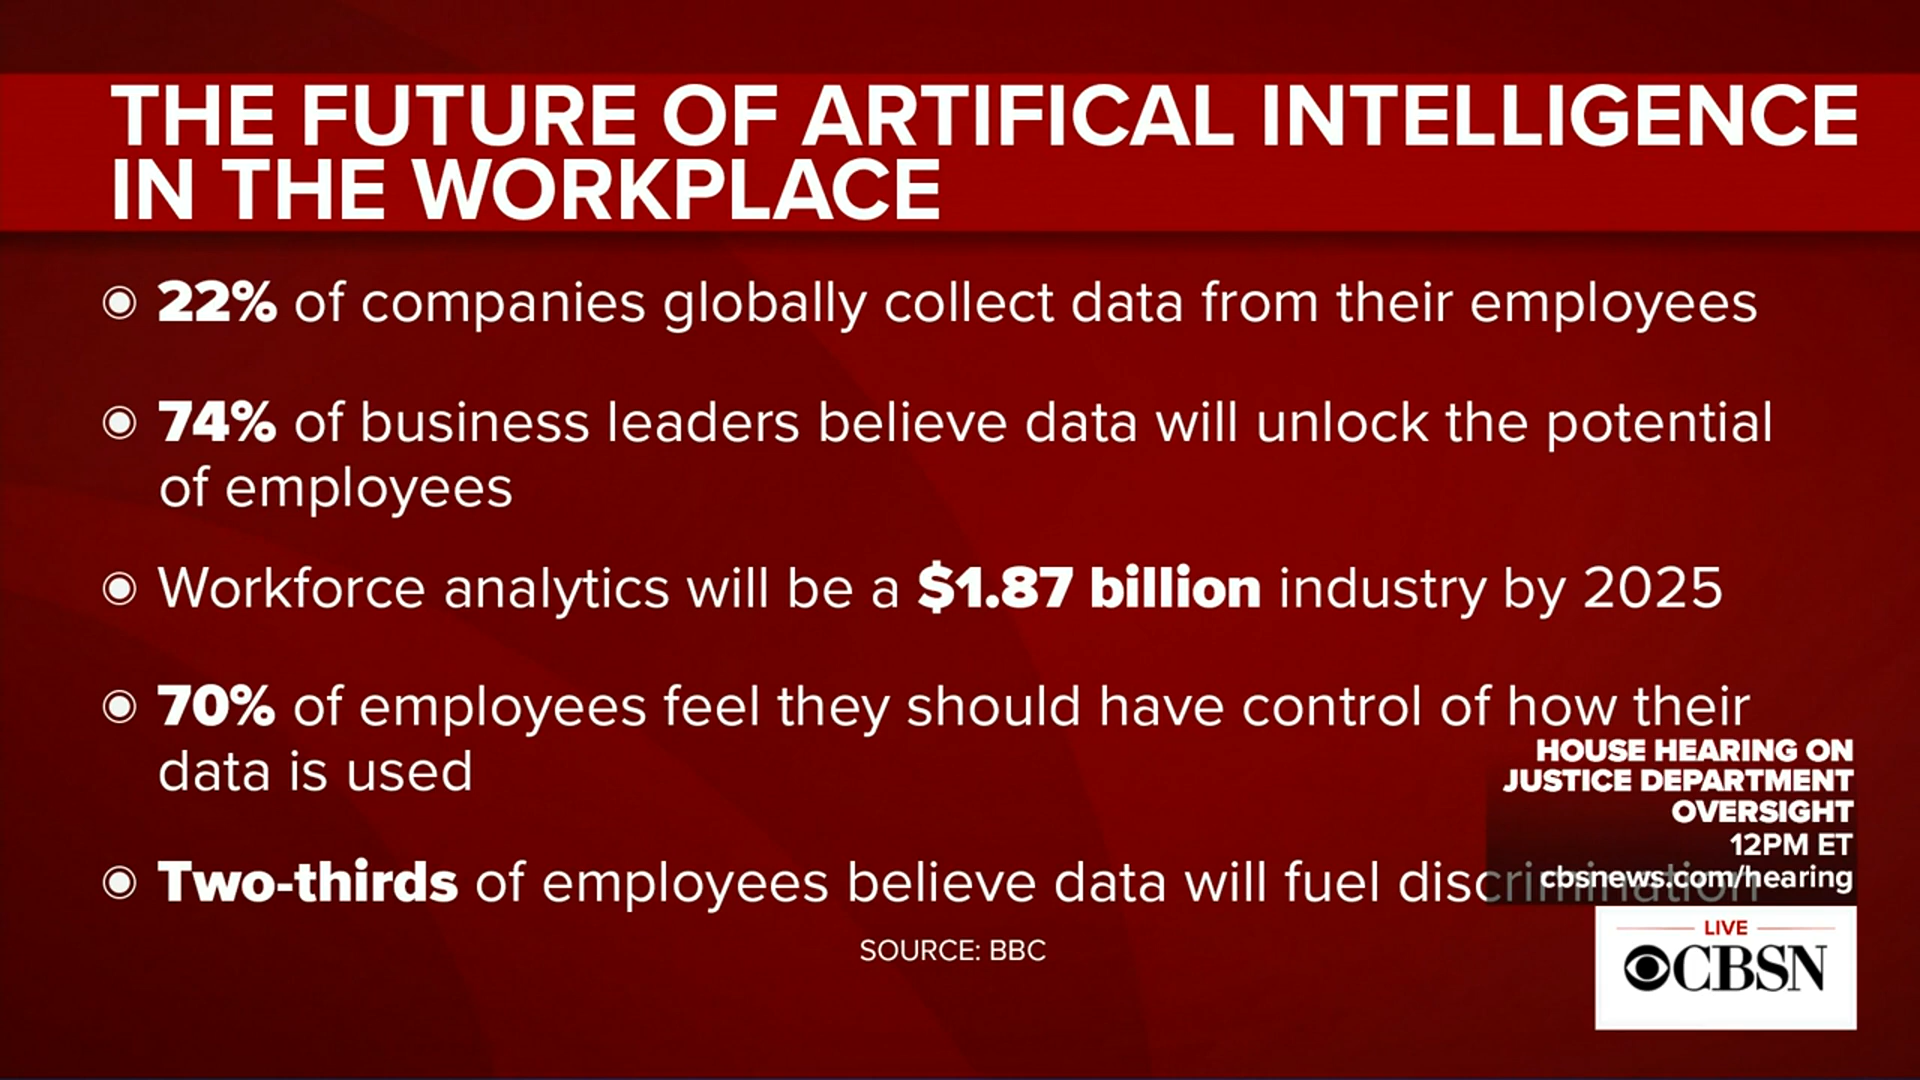 THE FUTURE OF ARTIFICAL INTELLIGENCE
IN THE WORKPLACE
22% of companies globally collect data from their employees
74% of business leaders believe data will unlock the potential
of employees
Workforce analytics will be a $1.87 billion industry by 2025
70% of employees feel they should have control of how their
data is used
Two-thirds of employees believe data will fuel discrimination
SOURCE: BBC
HOUSE HEARING ON
JUSTICE DEPARTMENT
OVERSIGHT
12PM ET
cbsnews.com/hearing
LIVE
CBSN